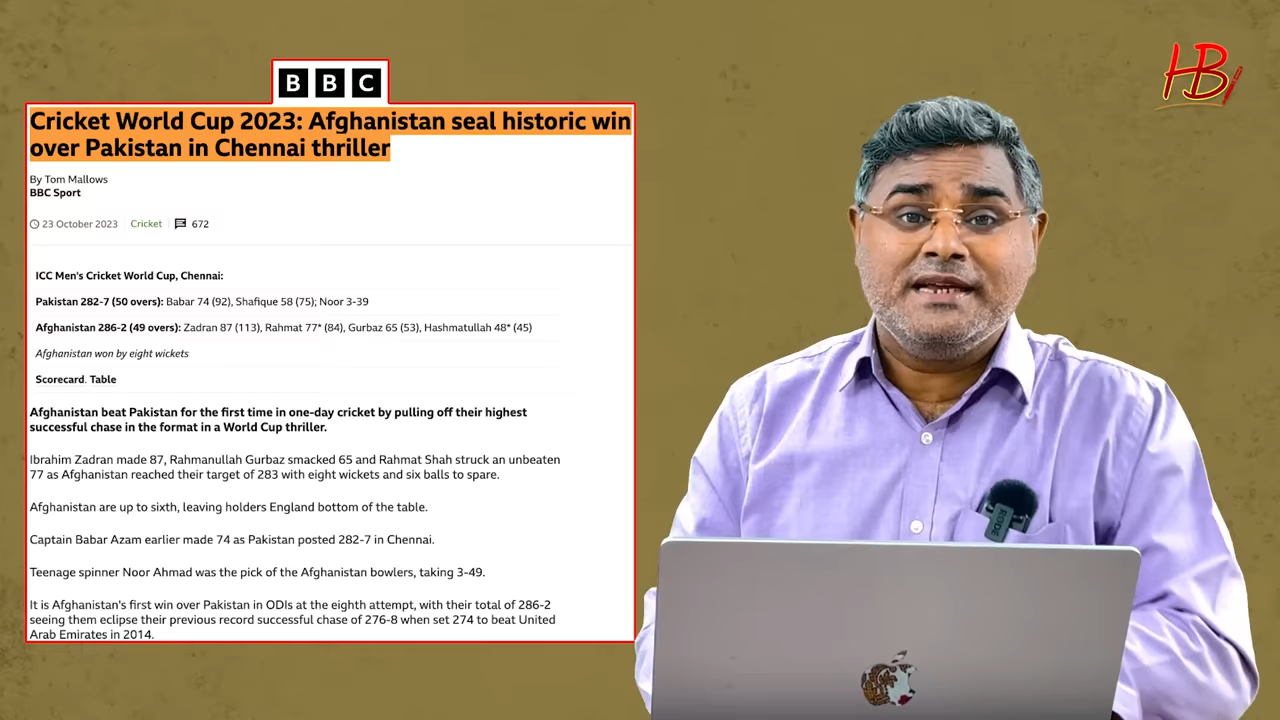 BBC
HB
Cricket World Cup 2023: Afghanistan seal historic win
over Pakistan in Chennai thriller
By Tom Mallows
BBC Sport
23 October 2023 Cricket 672
ICC Men's Cricket World Cup, Chennai:
Pakistan 282-7 (50 overs): Babar 74 (92), Shafique 58 (75); Noor 3-39
Afghanistan 286-2 (49 overs): Zadran 87 (113), Rahmat 77* (84), Gurbaz 65 (53), Hashmatullah 48* (45)
Afghanistan won by eight wickets
Scorecard. Table
Afghanistan beat Pakistan for the first time in one-day cricket by pulling off their highest
successful chase in the format in a World Cup thriller.
Ibrahim Zadran made 87, Rahmanullah Gurbaz smacked 65 and Rahmat Shah struck an unbeaten
77 as Afghanistan reached their target of 283 with eight wickets and six balls to spare.
Afghanistan are up to sixth, leaving holders England bottom of the table.
Captain Babar Azam earlier made 74 as Pakistan posted 282-7 in Chennai.
Teenage spinner Noor Ahmad was the pick of the Afghanistan bowlers, taking 3-49.
It is Afghanistan's first win over Pakistan in ODIs at the eighth attempt, with their total of 286-2
seeing them eclipse their previous record successful chase of 276-8 when set 274 to beat United
Arab Emirates in 2014.
RØDE